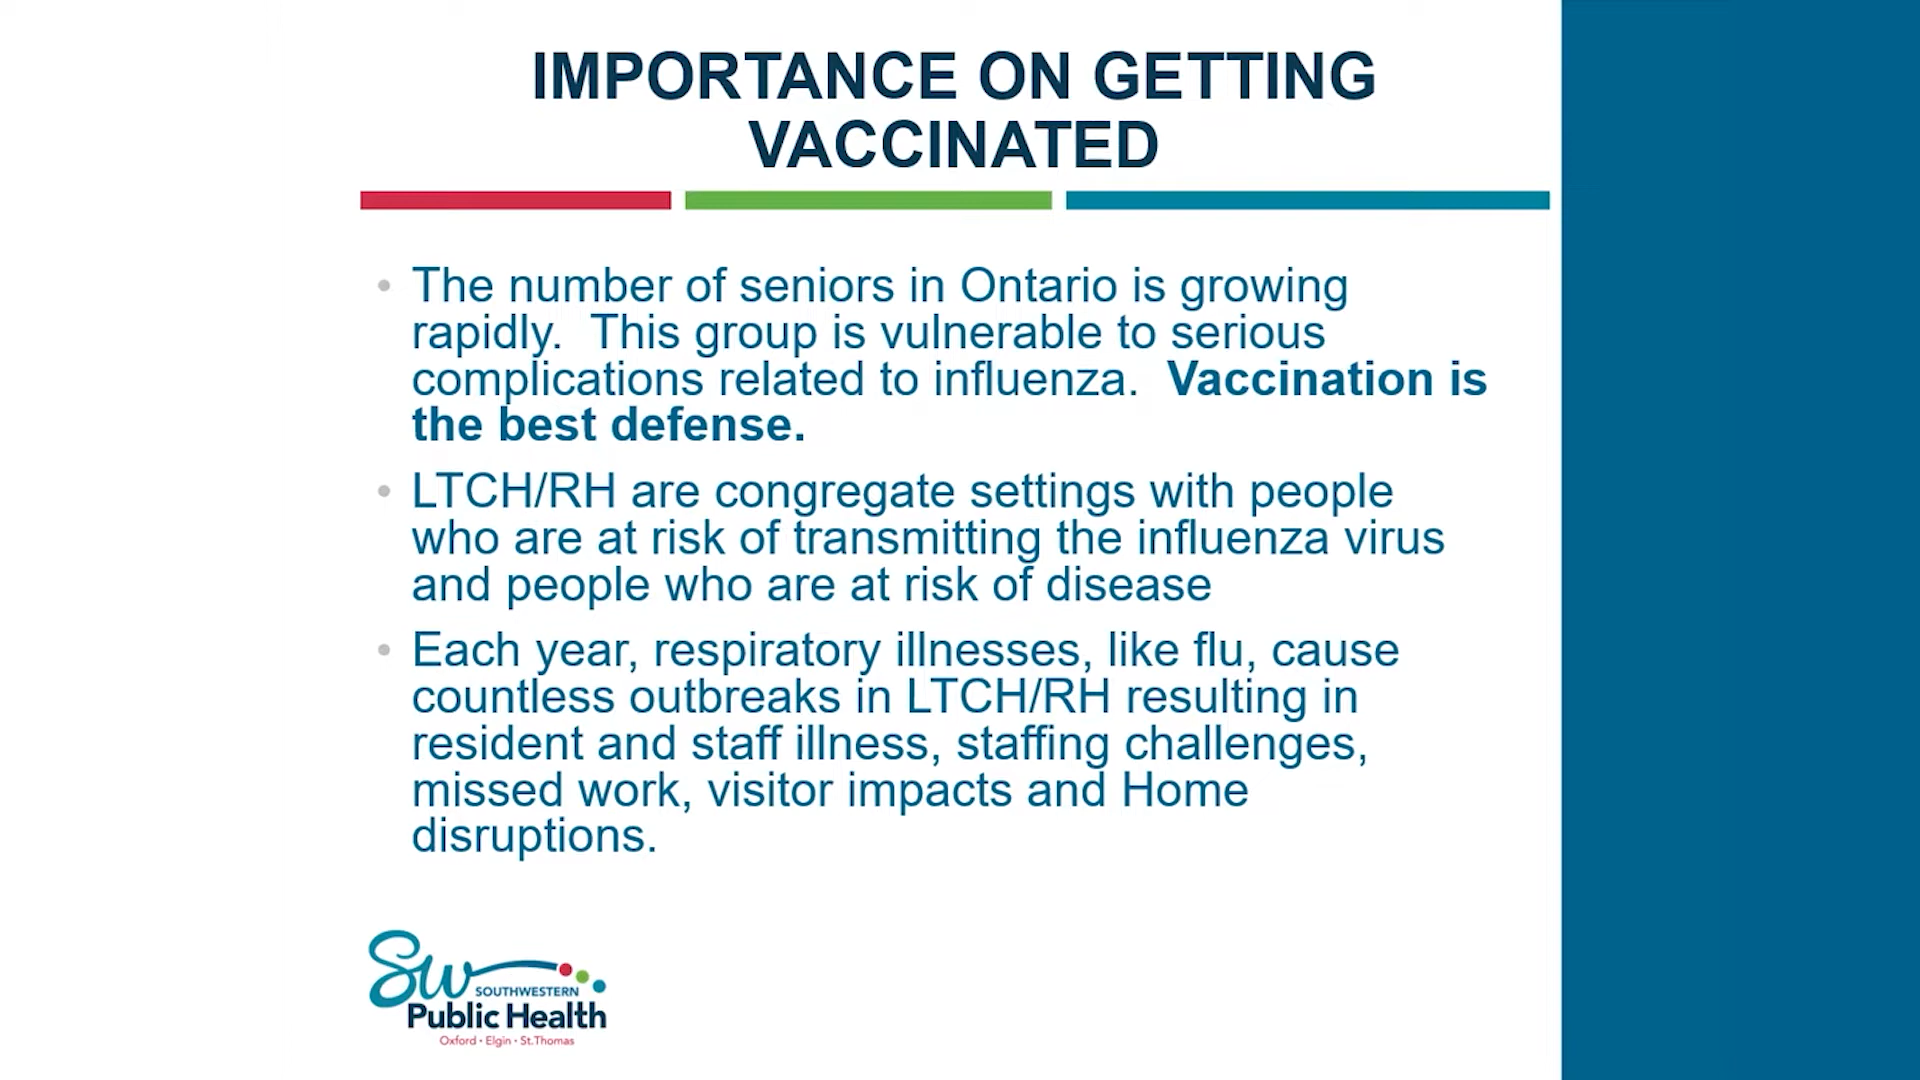 IMPORTANCE ON GETTING
VACCINATED
• The number of seniors in Ontario is growing
rapidly.  This group is vulnerable to serious
complications related to influenza.  Vaccination is
the best defense.
• LTCH/RH are congregate settings with people
who are at risk of transmitting the influenza virus
and people who are at risk of disease
• Each year, respiratory illnesses, like flu, cause
countless outbreaks in LTCH/RH resulting in
resident and staff illness, staffing challenges,
missed work, visitor impacts and Home
disruptions.
Sw
SOUTHWESTERN
Public Health
Oxford • Elgin • St.Thomas